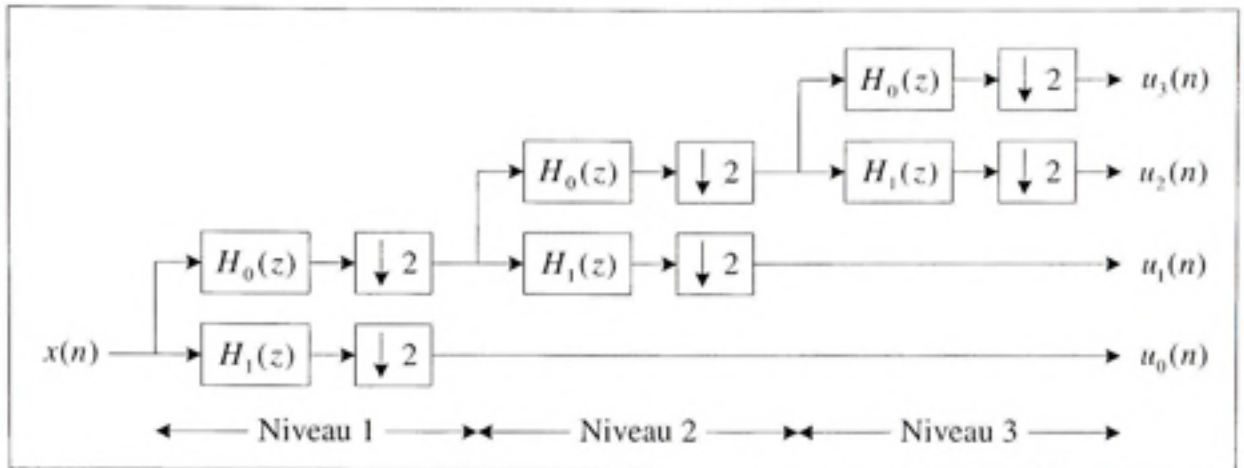 H₀(z) ↓ 2 u₃(n)
H₀(z) ↓ 2 H₁(z) ↓ 2 u₂(n)
H₀(z) ↓ 2 H₁(z) ↓ 2 u₁(n)
x(n) H₁(z) ↓ 2 u₀(n)
Niveau 1 Niveau 2 Niveau 3